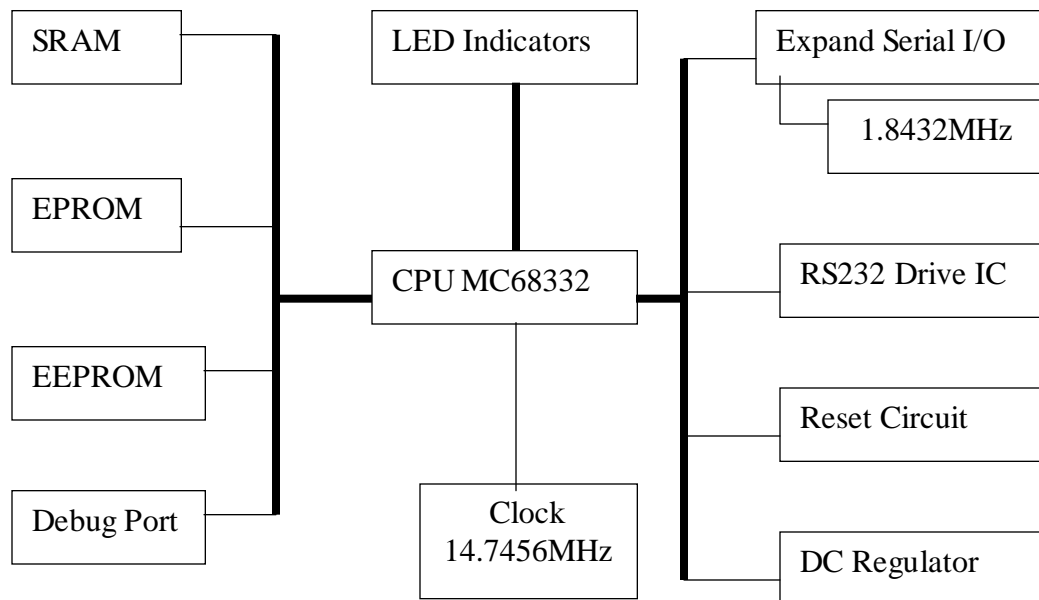 SRAM
LED Indicators
Expand Serial I/O
1.8432MHz
EPROM
CPU MC68332
RS232 Drive IC
EEPROM
Reset Circuit
Debug Port
Clock
14.7456MHz
DC Regulator